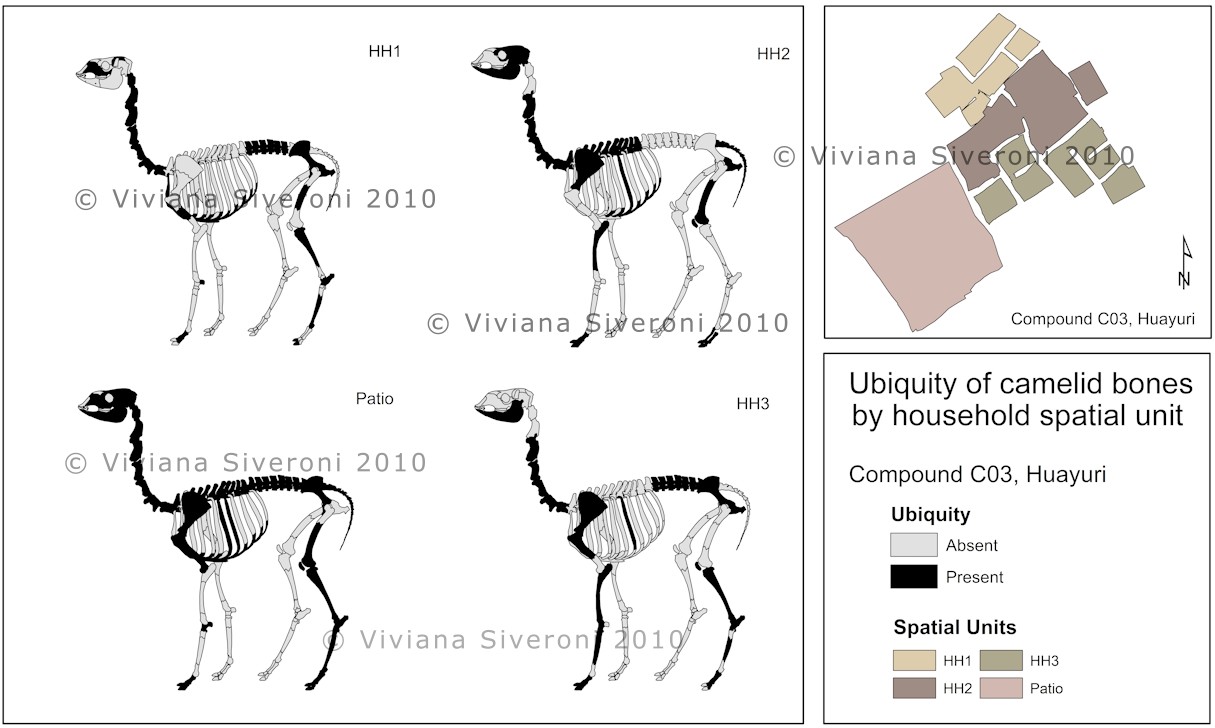 HH1
HH2
© Viviana Siveroni 2010
© Viviana Siveroni 2010
Patio
HH3
© Viviana Siveroni 2010
© Viviana Siveroni 2010
© Viviana Siveroni 2010
N
Compound C03, Huayuri
Ubiquity of camelid bones
by household spatial unit
Compound C03, Huayuri
Ubiquity
Absent
Present
Spatial Units
HH1
HH3
HH2
Patio